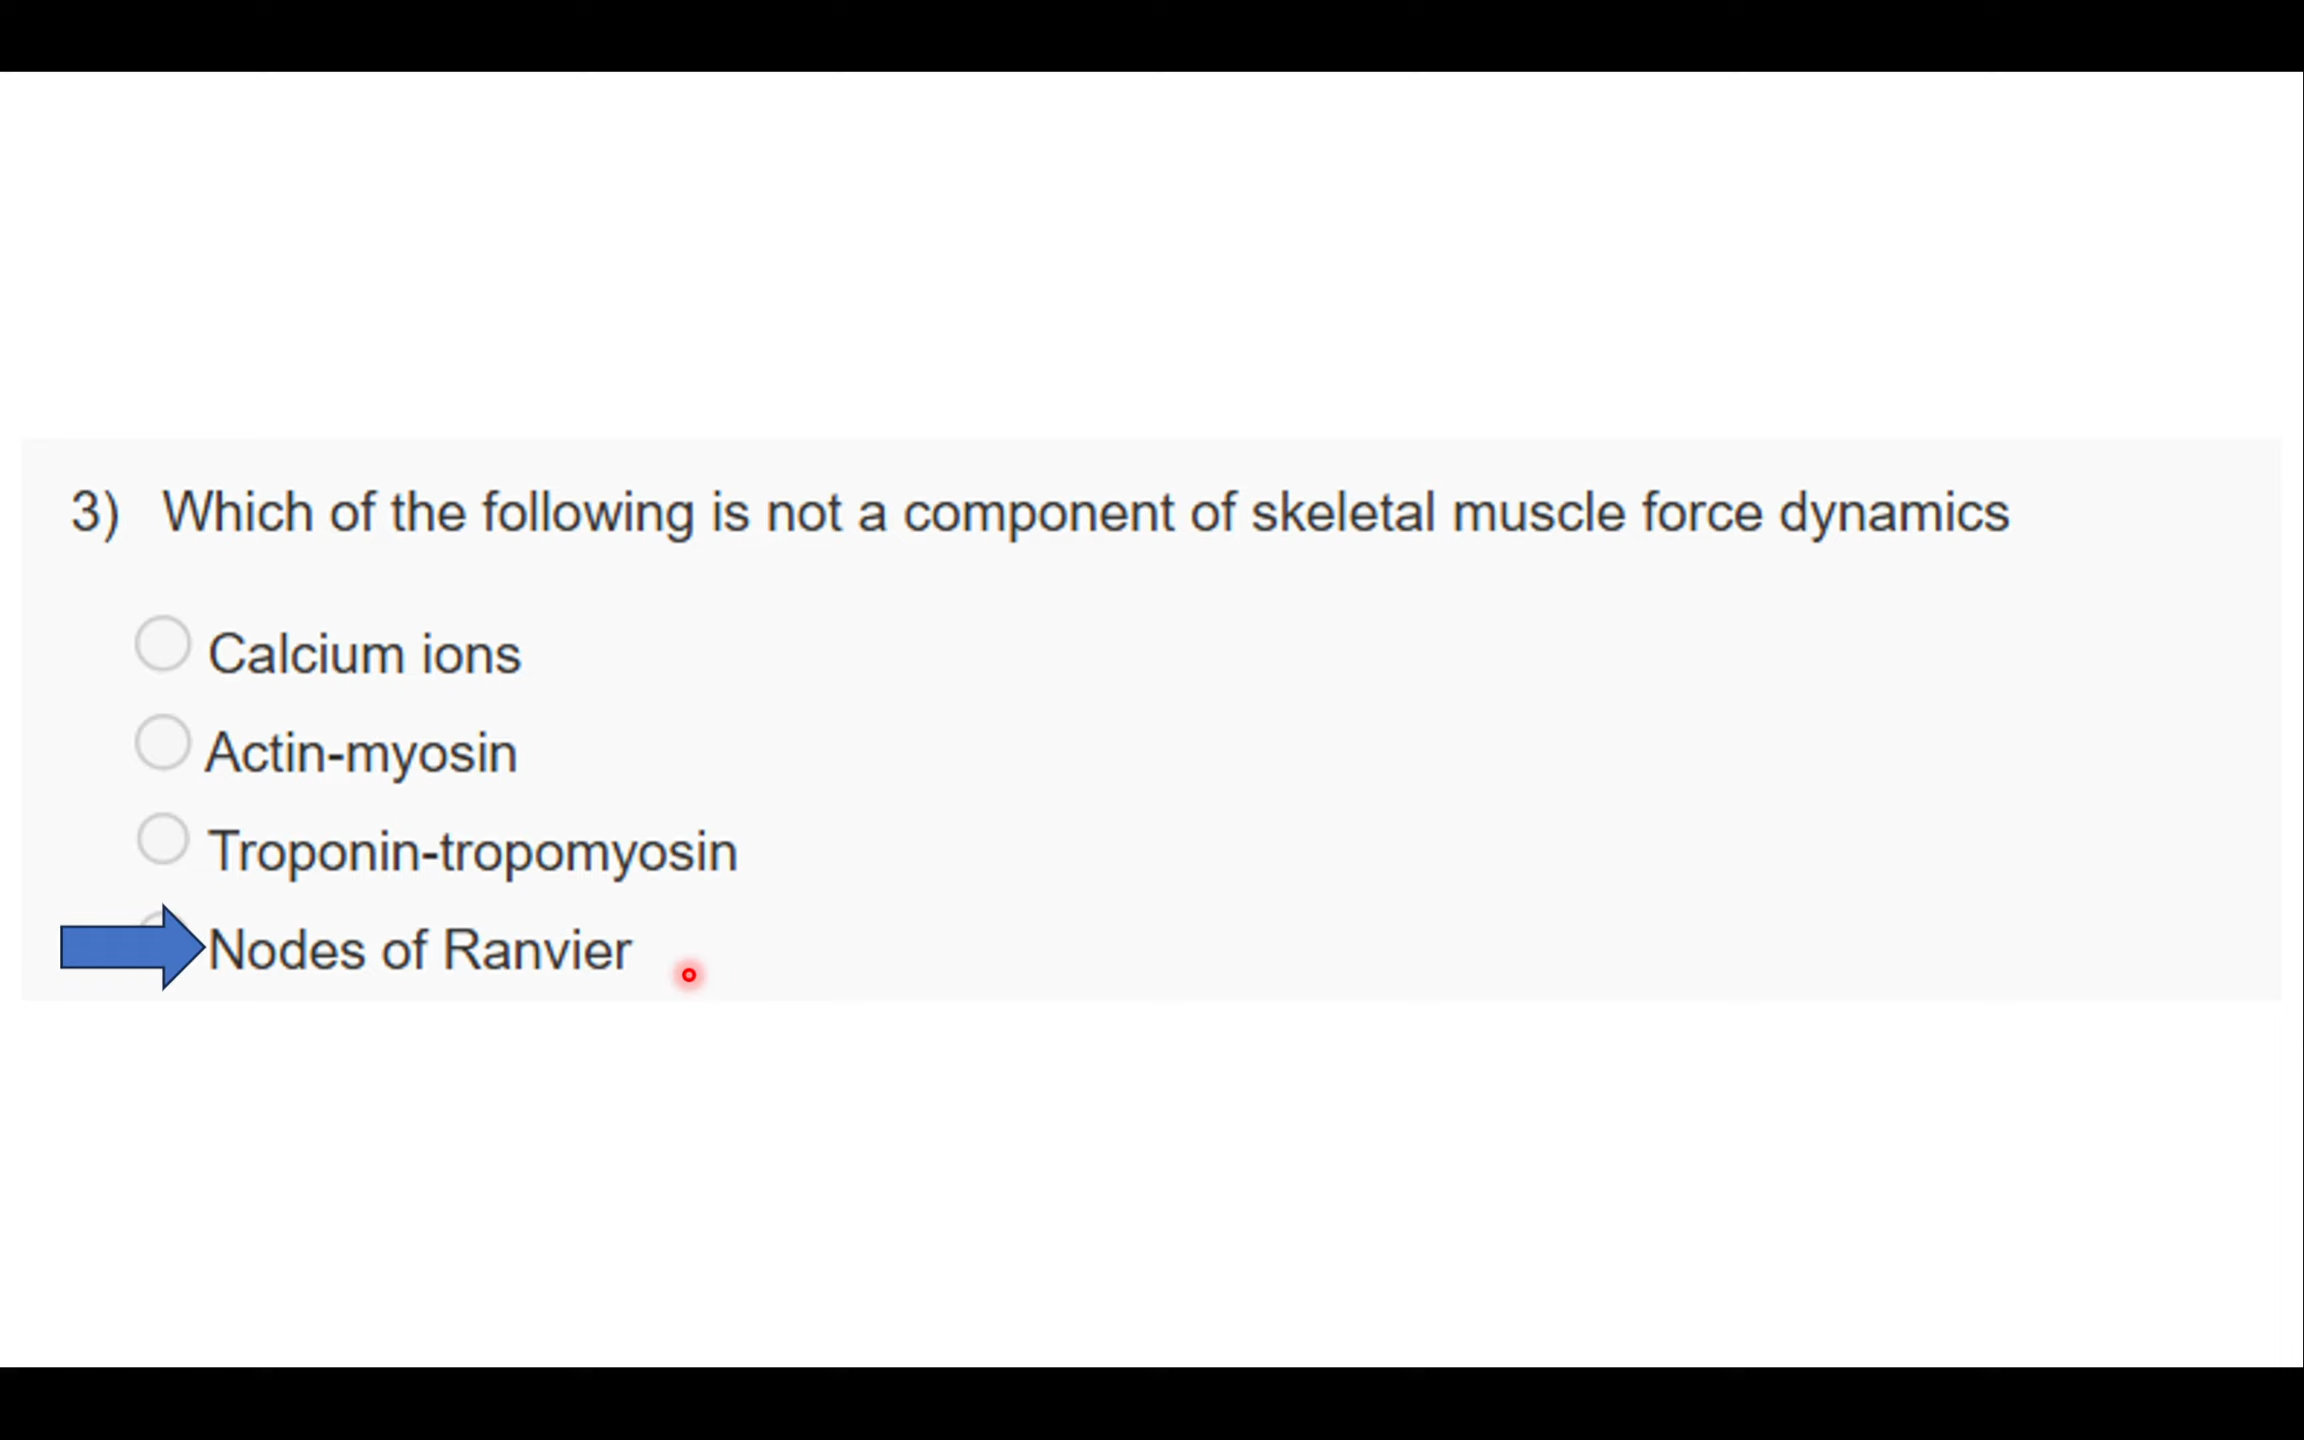 3) Which of the following is not a component of skeletal muscle force dynamics
Calcium ions
Actin-myosin
Troponin-tropomyosin
Nodes of Ranvier